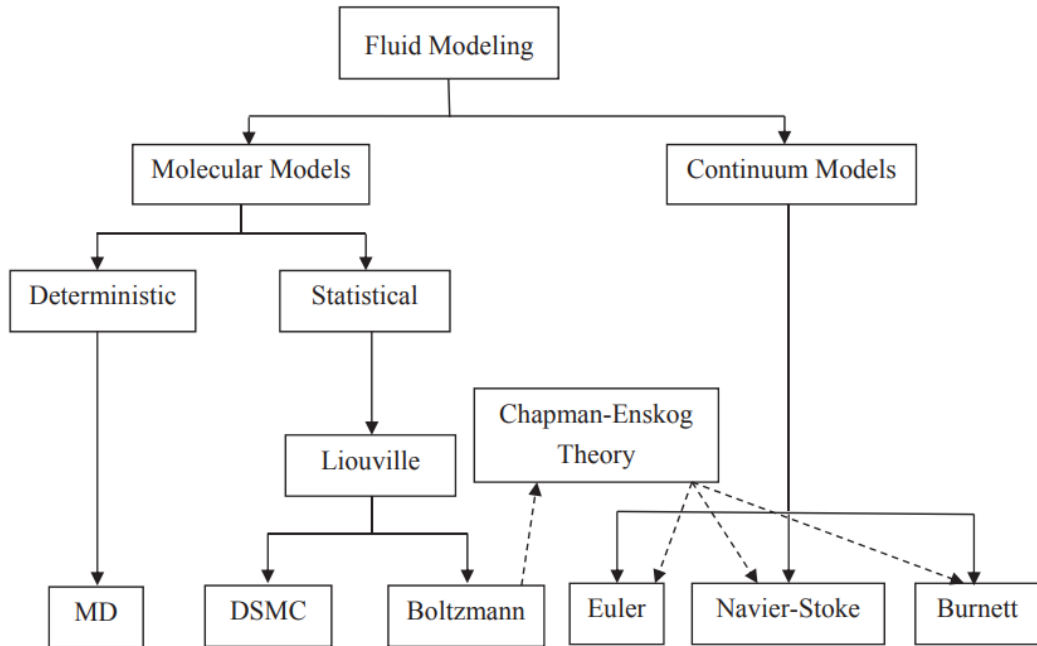 Fluid Modeling
Molecular Models
Continuum Models
Deterministic
Statistical
Chapman-Enskog
Theory
Liouville
MD
DSMC
Boltzmann
Euler
Navier-Stoke
Burnett